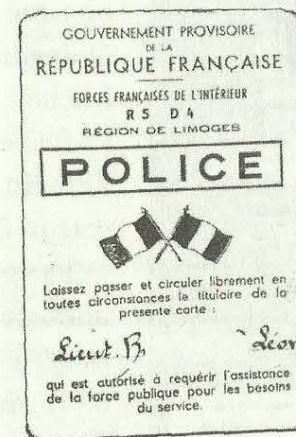 GOUVERNEMENT PROVISOIRE
DE LA
RÉPUBLIQUE FRANÇAISE
FORCES FRANÇAISES DE L'INTÉRIEUR
R 5 D 4
RÉGION DE LIMOGES
POLICE
Laissez passer et circuler librement en
toutes circonstances le titulaire de la
presente carte :
Lieut. B. Léon
qui est autorisé à requérir l'assistance
de la force publique pour les besoins
du service.